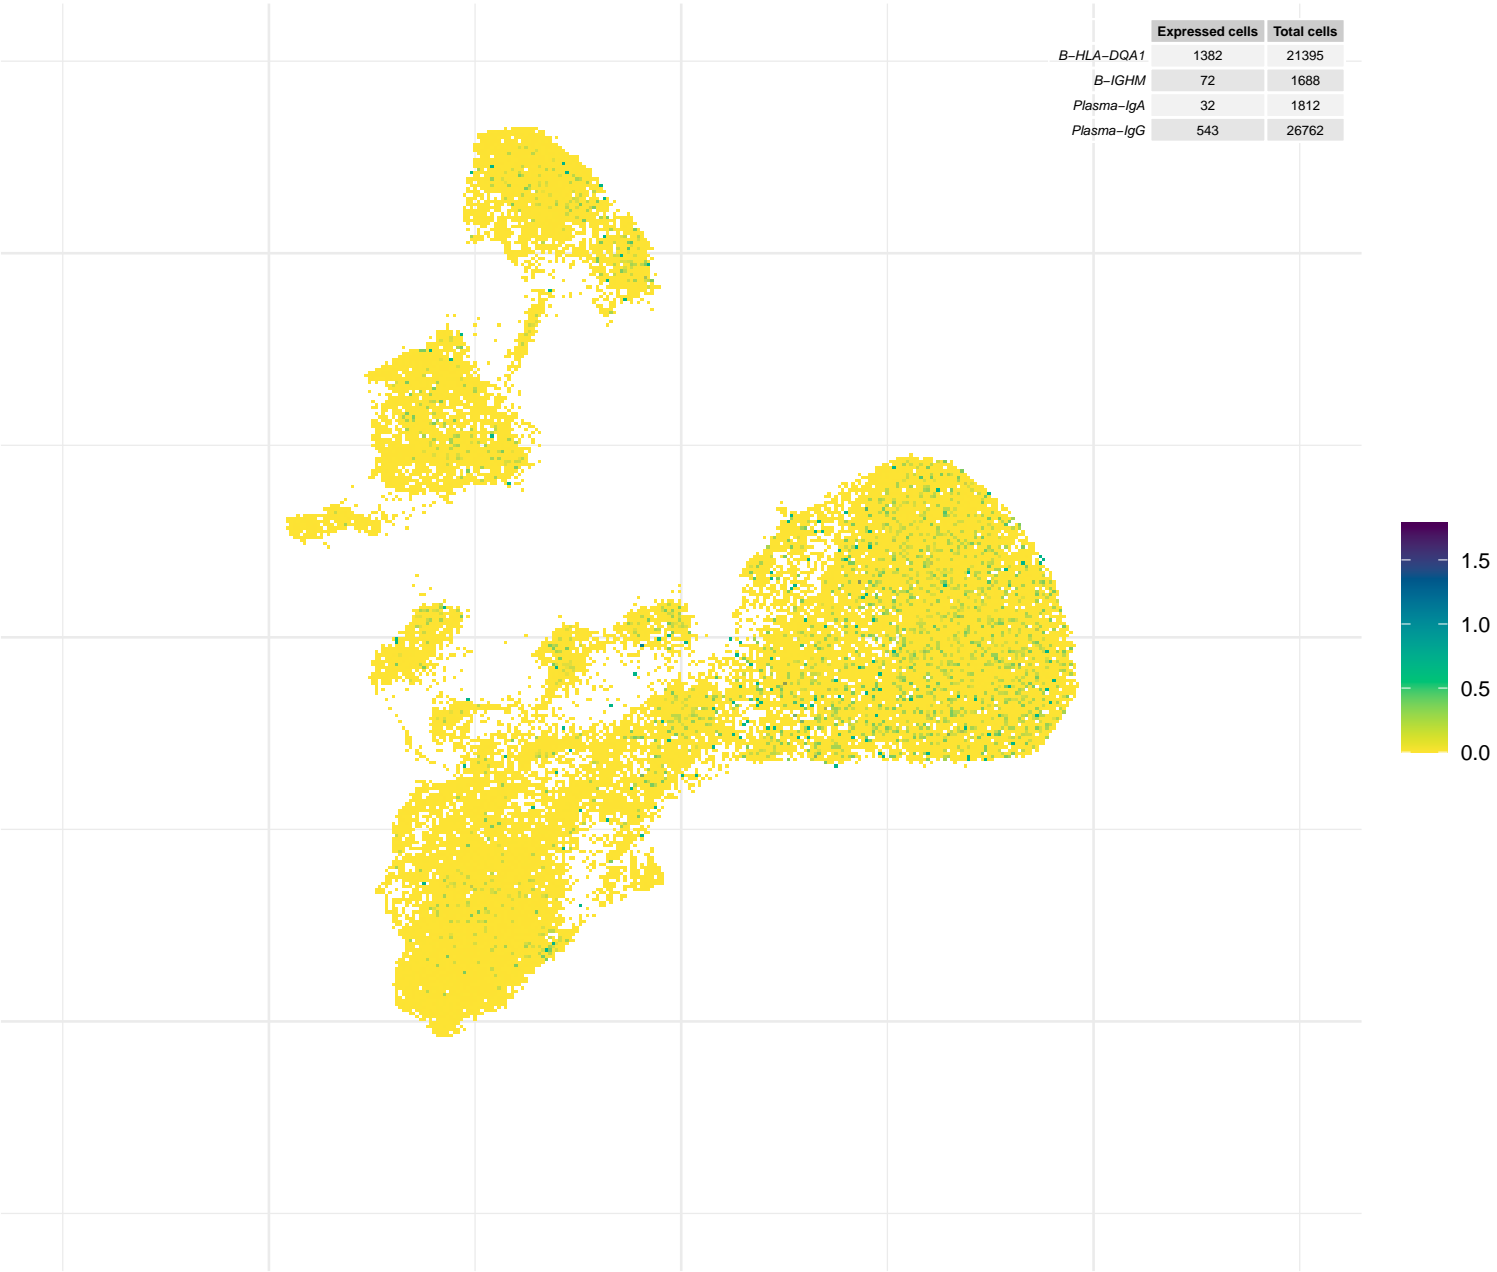 Expressed cells Total cells
B−HLA−DQA1 1382 21395
B−IGHM 72 1688
Plasma−IgA 32 1812
Plasma−IgG 543 26762
1.5
1.0
0.5
0.0